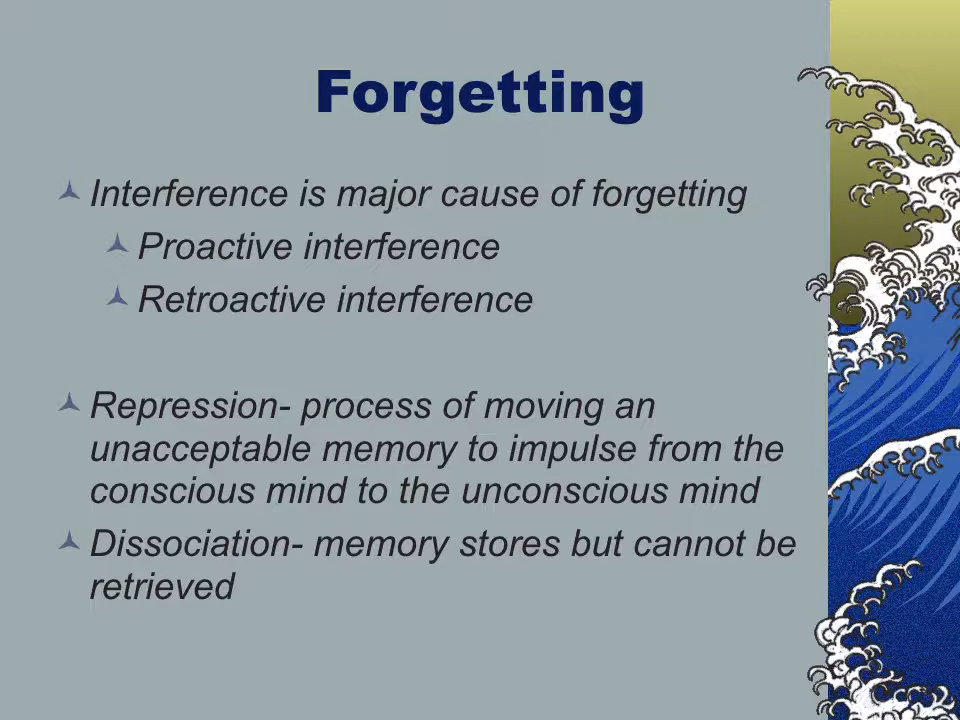 Forgetting
Interference is major cause of forgetting
Proactive interference
Retroactive interference
Repression- process of moving an
unacceptable memory to impulse from the
conscious mind to the unconscious mind
Dissociation- memory stores but cannot be
retrieved